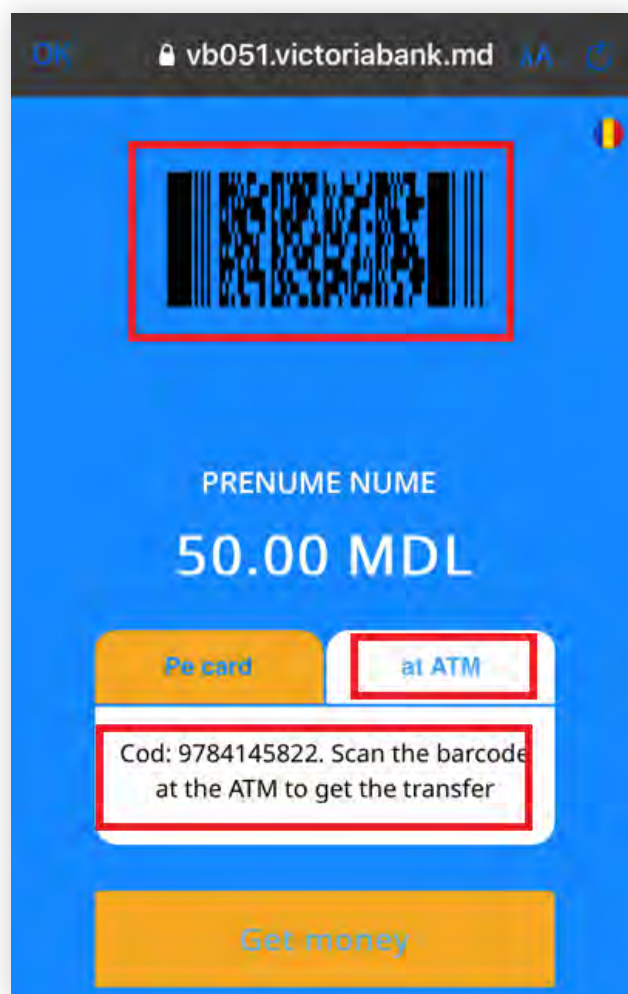 OK vb051.victoriabank.md AA
PRENUME NUME
50.00 MDL
Pe card at ATM
Cod: 9784145822. Scan the barcode
at the ATM to get the transfer
Get money